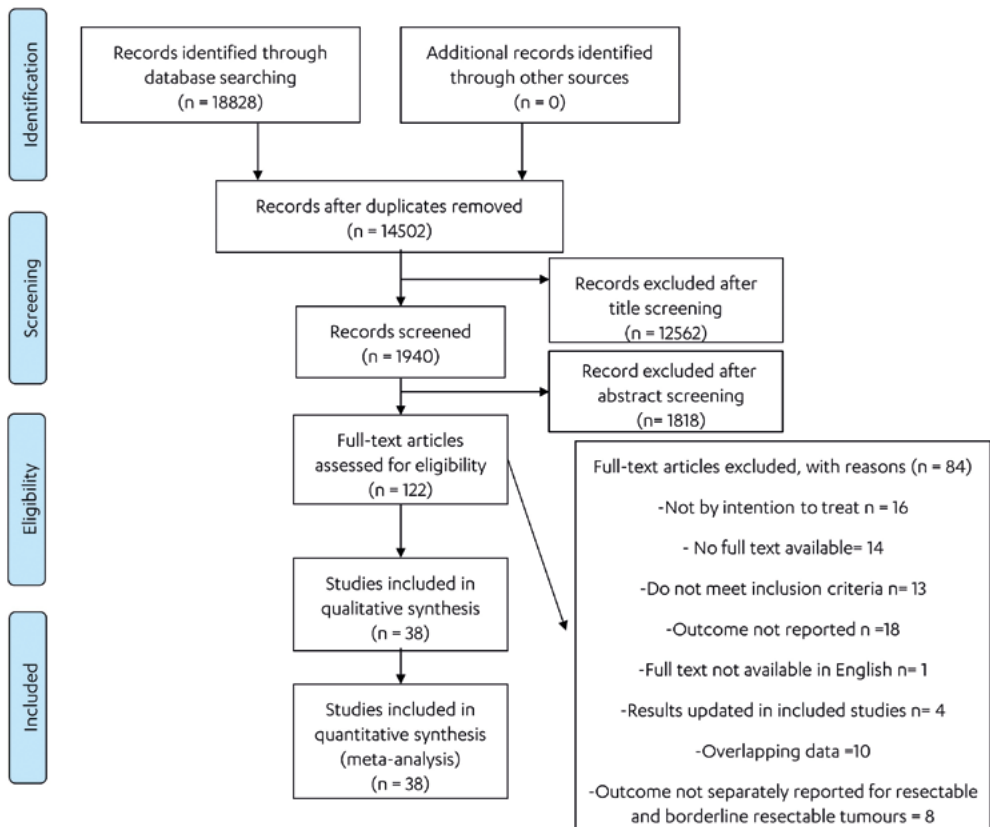 Identification
Records identified through
database searching
(n = 18828)
Additional records identified
through other sources
(n = 0)
Records after duplicates removed
(n = 14502)
Screening
Records excluded after
title screening
(n = 12562)
Records screened
(n = 1940)
Record excluded after
abstract screening
(n= 1818)
Eligibility
Full-text articles
assessed for eligibility
(n = 122)
Full-text articles excluded, with reasons (n = 84)
-Not by intention to treat n = 16
- No full text available= 14
-Do not meet inclusion criteria n= 13
-Outcome not reported n =18
-Full text not available in English n= 1
-Results updated in included studies n= 4
-Overlapping data =10
-Outcome not separately reported for resectable
and borderline resectable tumours = 8
Studies included in
qualitative synthesis
(n = 38)
Included
Studies included in
quantitative synthesis
(meta-analysis)
(n = 38)